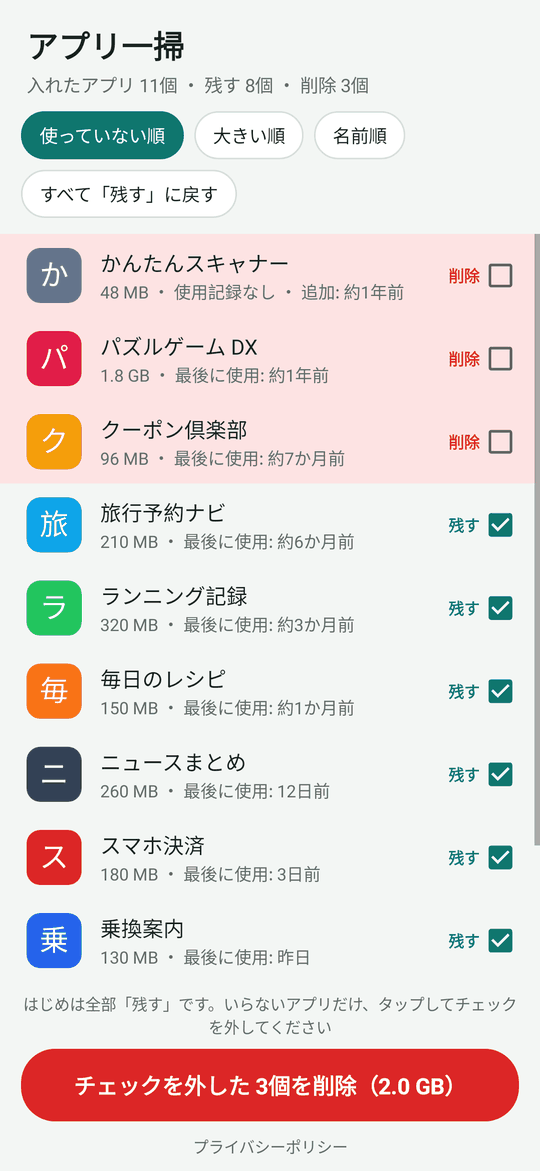 アプリ一掃
入れたアプリ 11個 ・ 残す 8個 ・ 削除 3個
使っていない順 大きい順 名前順
すべて「残す」に戻す
か かんたんスキャナー
48 MB ・ 使用記録なし ・ 追加: 約1年前 削除
パ パズルゲーム DX
1.8 GB ・ 最後に使用: 約1年前 削除
ク クーポン倶楽部
96 MB ・ 最後に使用: 約7か月前 削除
旅 旅行予約ナビ
210 MB ・ 最後に使用: 約6か月前 残す
ラ ランニング記録
320 MB ・ 最後に使用: 約3か月前 残す
毎 毎日のレシピ
150 MB ・ 最後に使用: 約1か月前 残す
ニ ニュースまとめ
260 MB ・ 最後に使用: 12日前 残す
ス スマホ決済
180 MB ・ 最後に使用: 3日前 残す
乗 乗換案内
130 MB ・ 最後に使用: 昨日 残す
はじめは全部「残す」です。いらないアプリだけ、タップしてチェック
を外してください
チェックを外した 3個を削除（2.0 GB）
プライバシーポリシー